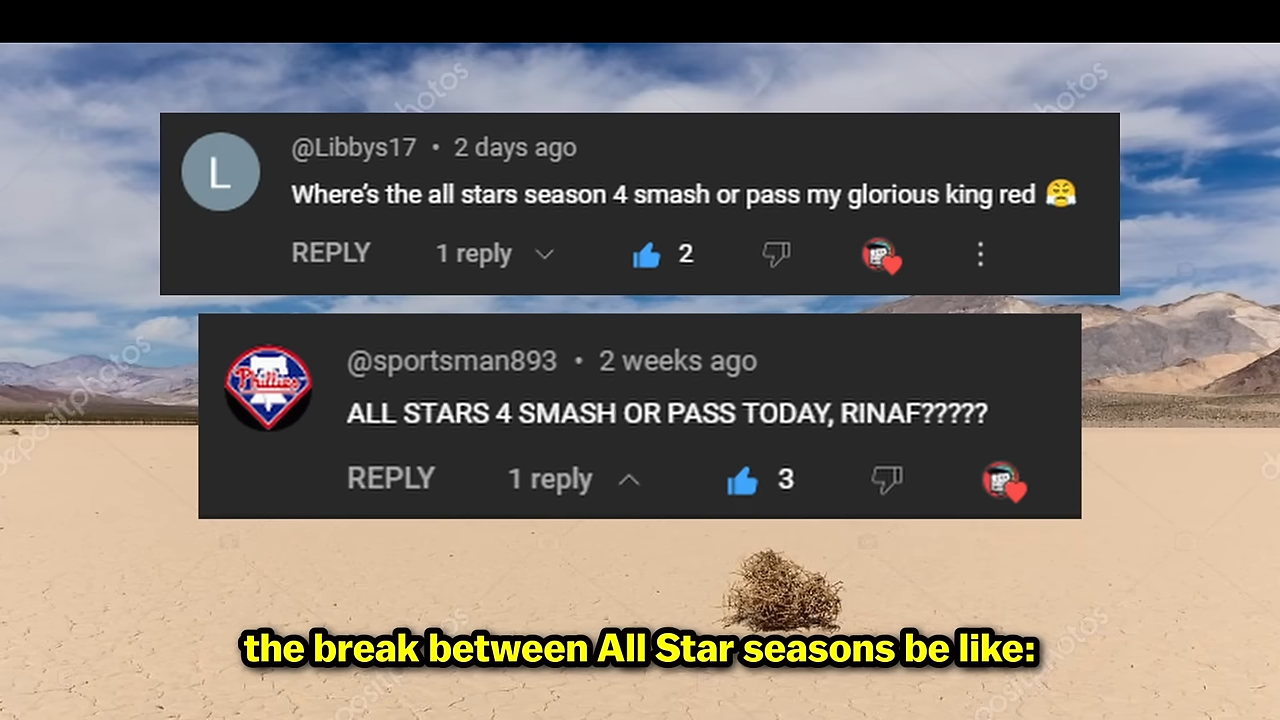 @Libbys17 • 2 days ago
L
Where's the all stars season 4 smash or pass my glorious king red 😤
REPLY 1 reply 2
@sportsman893 • 2 weeks ago
Phillies
ALL STARS 4 SMASH OR PASS TODAY, RINAF?????
REPLY 1 reply 3
the break between All Star seasons be like:
depositphotos